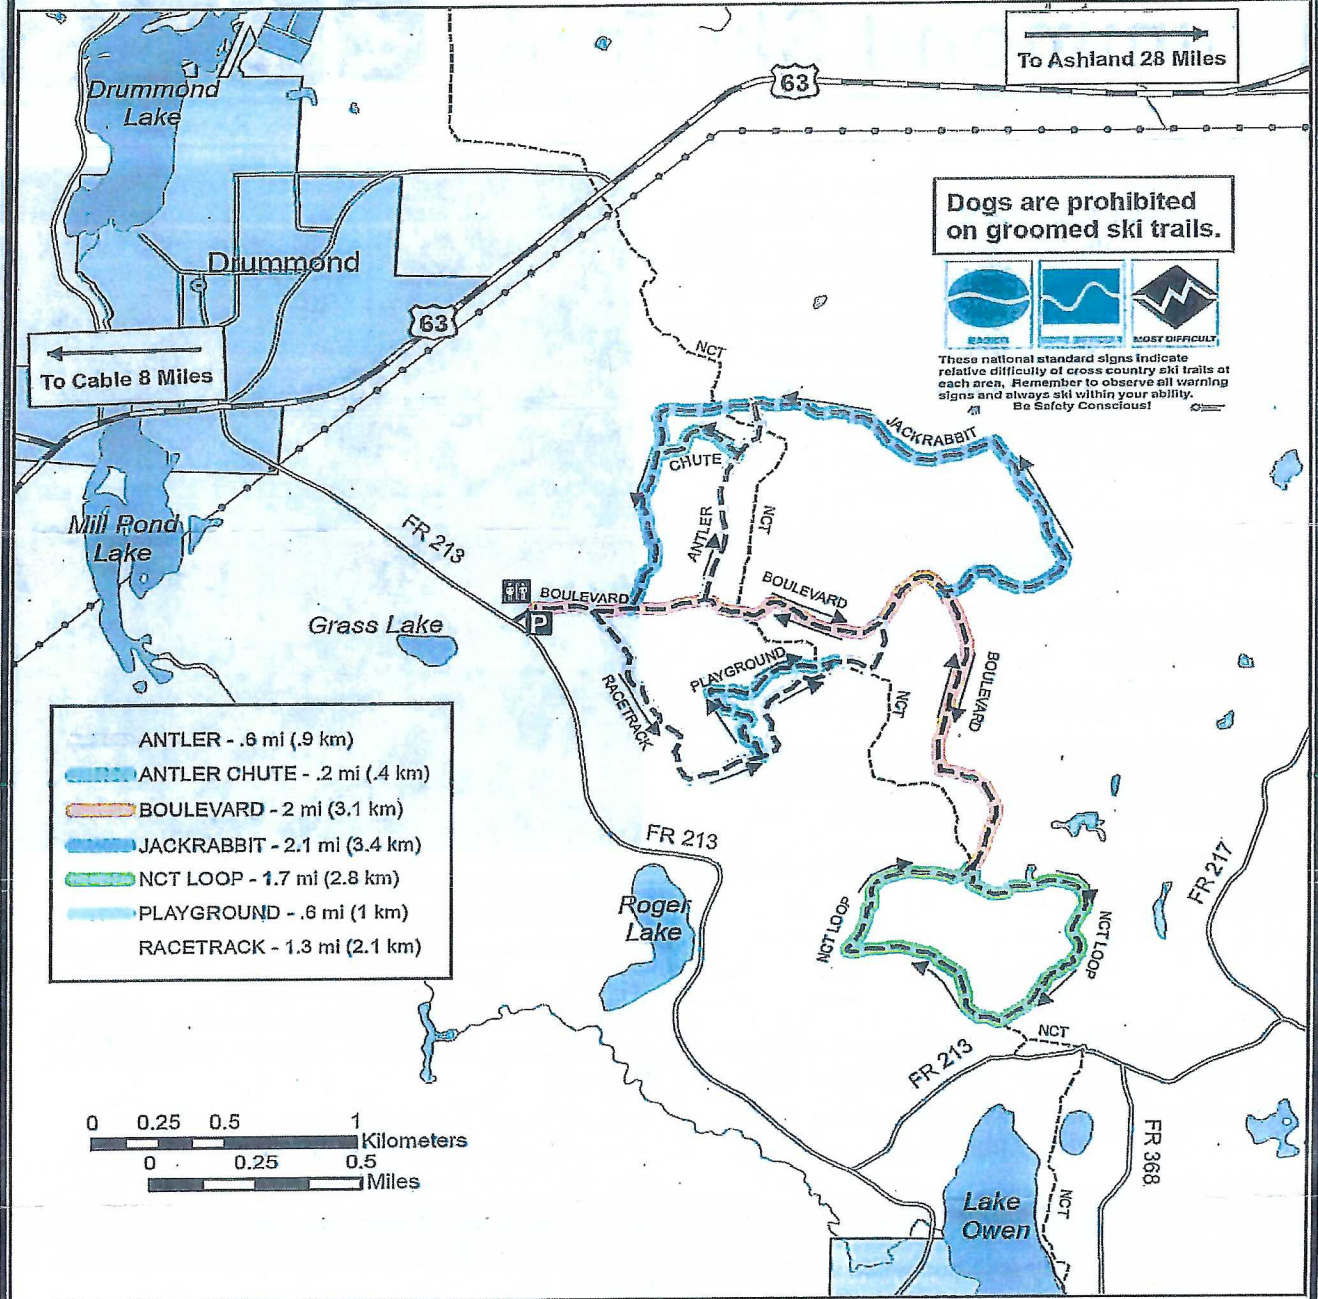 To Ashland 28 Miles
63
Drummond
Lake
Dogs are prohibited
on groomed ski trails.
Drummond
63
MOST DIFFICULT
These national standard signs indicate
relative difficulty of cross country ski trails at
each area, Remember to observe all warning
signs and always ski within your ability.
Be Safety Conscious!
To Cable 8 Miles
NCT
JACKRABBIT
CHUTE
ANTLER
NCT
Mill Pond
Lake
FR 213
BOULEVARD
BOULEVARD
P
Grass Lake
PLAYGROUND
RACETRACK
NCT
BOULEVARD
ANTLER - .6 mi (.9 km)
ANTLER CHUTE - .2 mi (.4 km)
BOULEVARD - 2 mi (3.1 km)
JACKRABBIT - 2.1 mi (3.4 km)
NCT LOOP - 1.7 mi (2.8 km)
PLAYGROUND - .6 mi (1 km)
RACETRACK - 1.3 mi (2.1 km)
FR 213
FR 217
Roger
Lake
NCT LOOP
NCT LOOP
NCT
FR 213
0 0.25 0.5 1
Kilometers
0 0.25 0.5
Miles
FR 368
NCT
Lake
Owen